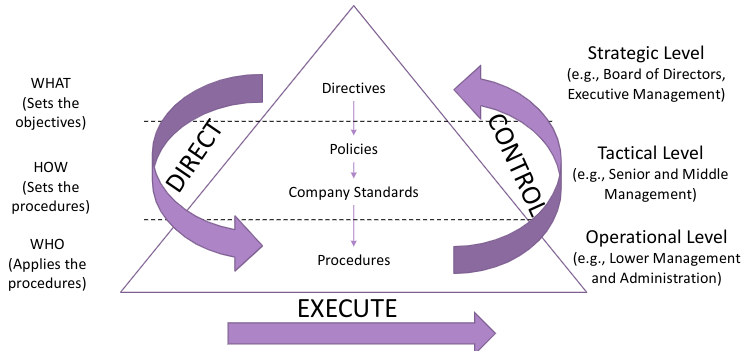 WHAT
(Sets the
objectives)
HOW
(Sets the
procedures)
WHO
(Applies the
procedures)
DIRECT
Directives
Policies
Company Standards
Procedures
CONTROL
Strategic Level
(e.g., Board of Directors,
Executive Management)
Tactical Level
(e.g., Senior and Middle
Management)
Operational Level
(e.g., Lower Management
and Administration)
EXECUTE